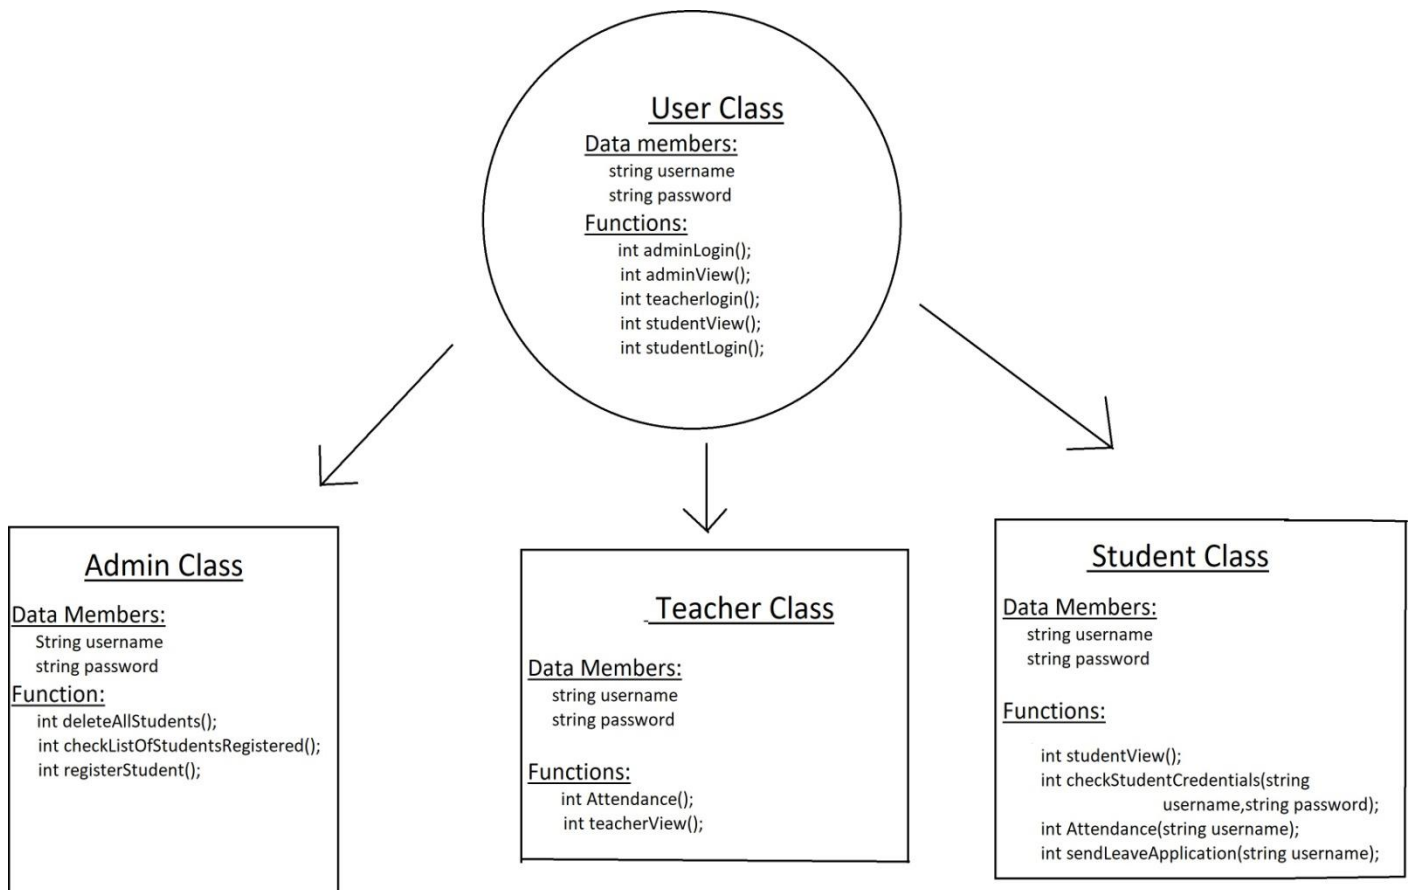 User Class
Data members:
string username
string password
Functions:
int adminLogin();
int adminView();
int teacherlogin();
int studentView();
int studentLogin();
Admin Class
Data Members:
String username
string password
Function:
int deleteAllStudents();
int checkListOfStudentsRegistered();
int registerStudent();
Teacher Class
Data Members:
string username
string password
Functions:
int Attendance();
int teacherView();
Student Class
Data Members:
string username
string password
Functions:
int studentView();
int checkStudentCredentials(string
username,string password);
int Attendance(string username);
int sendLeaveApplication(string username);